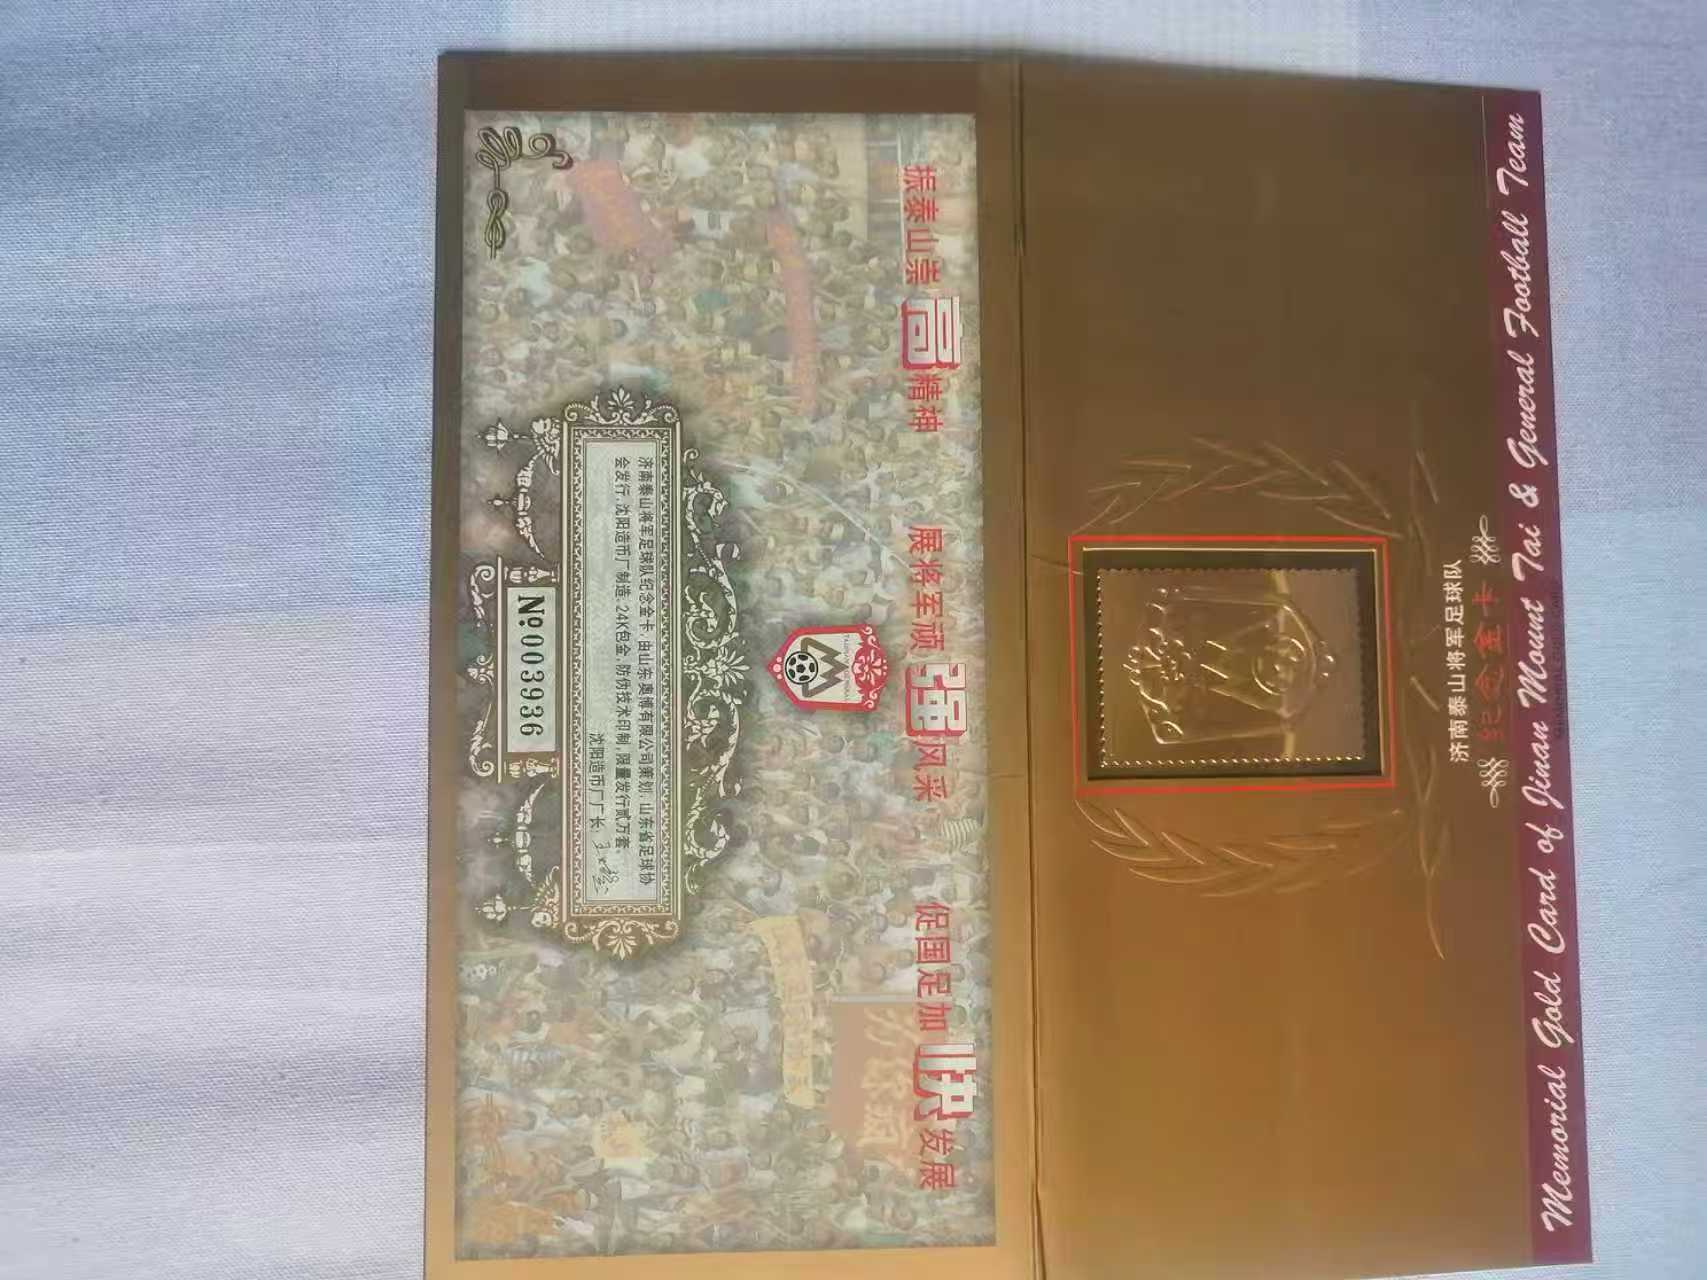 Memorial Gold Card of Jinan Mount Tai & General Football Team
济南泰山将军足球队
纪念金卡
振泰山崇高精神 展将军顽强风采 促国足加快发展
济南泰山将军足球队纪念金卡,由山东奥博有限公司策划,山东省足球协
会发行,沈阳造币厂制造,24K包金,防伪技术印制,限量发行贰万套。
沈阳造币厂厂长:
№003936